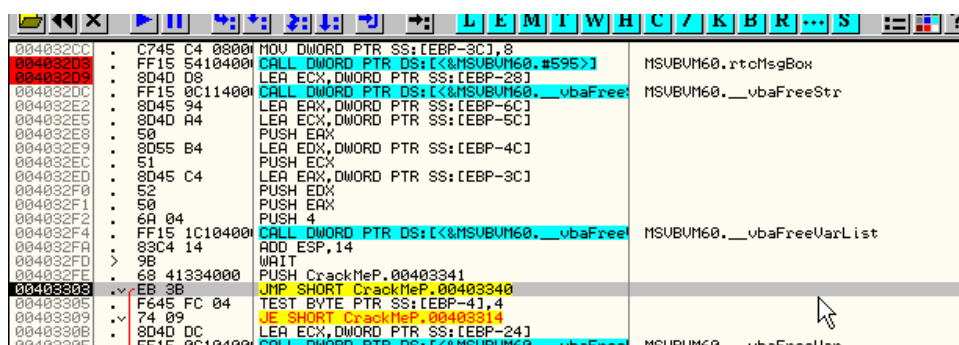 L E M T W H C / K B R ... S
004032CC . C745 C4 0800 MOV DWORD PTR SS:[EBP-3C],8
004032D3 . FF15 5410400 CALL DWORD PTR DS:[<&MSVBVM60.#595>] MSVBVM60.rtcMsgBox
004032D9 . 8D4D D8 LEA ECX,DWORD PTR SS:[EBP-28]
004032DC . FF15 0C11400 CALL DWORD PTR DS:[<&MSVBVM60.__vbaFreeS MSVBVM60.__vbaFreeStr
004032E2 . 8D45 94 LEA EAX,DWORD PTR SS:[EBP-6C]
004032E5 . 8D4D A4 LEA ECX,DWORD PTR SS:[EBP-5C]
004032E8 . 50 PUSH EAX
004032E9 . 8D55 B4 LEA EDX,DWORD PTR SS:[EBP-4C]
004032EC . 51 PUSH ECX
004032ED . 8D45 C4 LEA EAX,DWORD PTR SS:[EBP-3C]
004032F0 . 52 PUSH EDX
004032F1 . 50 PUSH EAX
004032F2 . 6A 04 PUSH 4
004032F4 . FF15 1C10400 CALL DWORD PTR DS:[<&MSVBVM60.__vbaFree MSVBVM60.__vbaFreeVarList
004032FA . 83C4 14 ADD ESP,14
004032FD > 9B WAIT
004032FE . 68 41334000 PUSH CrackMeP.00403341
00403303 . EB 3B JMP SHORT CrackMeP.00403340
00403305 . F645 FC 04 TEST BYTE PTR SS:[EBP-4],4
00403309 . 74 09 JE SHORT CrackMeP.00403314
0040330B . 8D4D DC LEA ECX,DWORD PTR SS:[EBP-24]